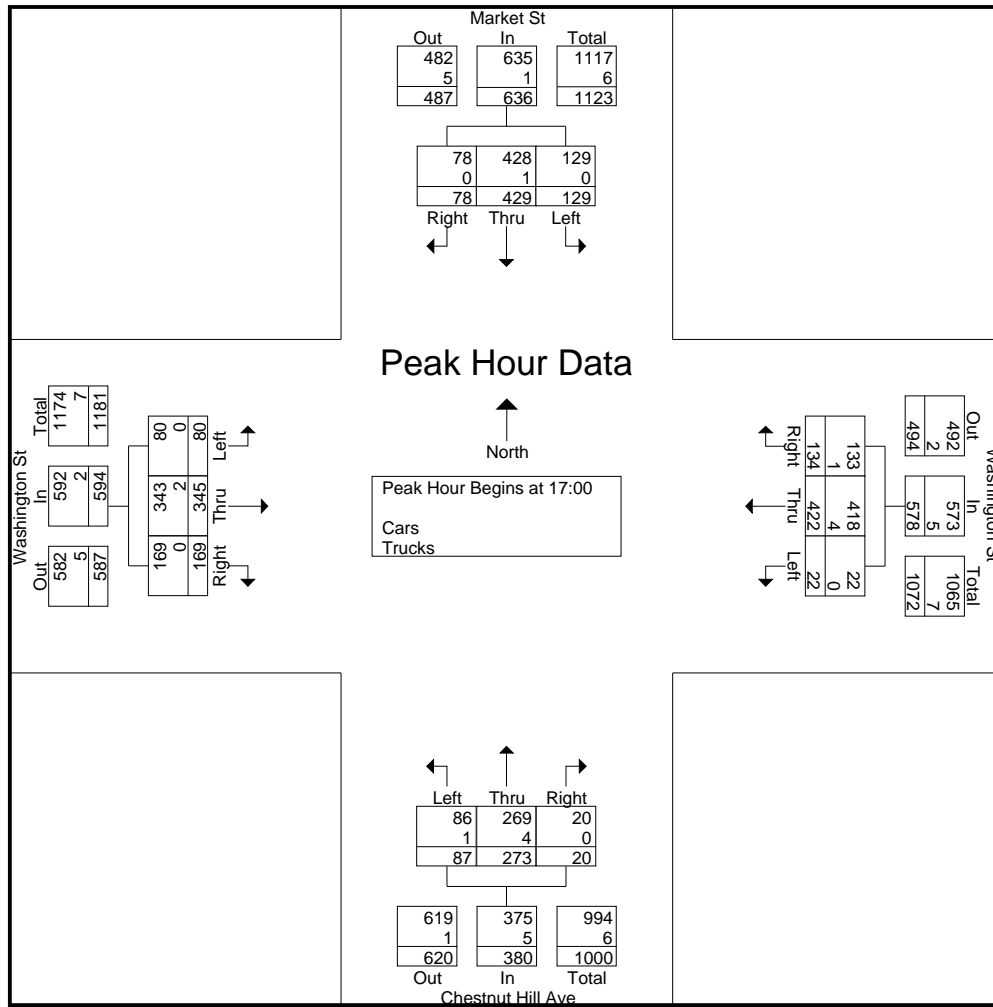 Market St
Out In Total
482 635 1117
5 1 6
487 636 1123
78 428 129
0 1 0
78 429 129
Right Thru Left
Peak Hour Data
North
Peak Hour Begins at 17:00
Cars
Trucks
Washington St
Out In Total
582 592 1174
5 2 7
587 594 1181
169 343 80
0 2 0
169 345 80
Right Thru Left
Washington St
Out In Total
492 573 1065
2 5 7
494 578 1072
133 418 22
1 4 0
134 422 22
Right Thru Left
Left Thru Right
86 269 20
1 4 0
87 273 20
619 375 994
1 5 6
620 380 1000
Out In Total
Chestnut Hill Ave